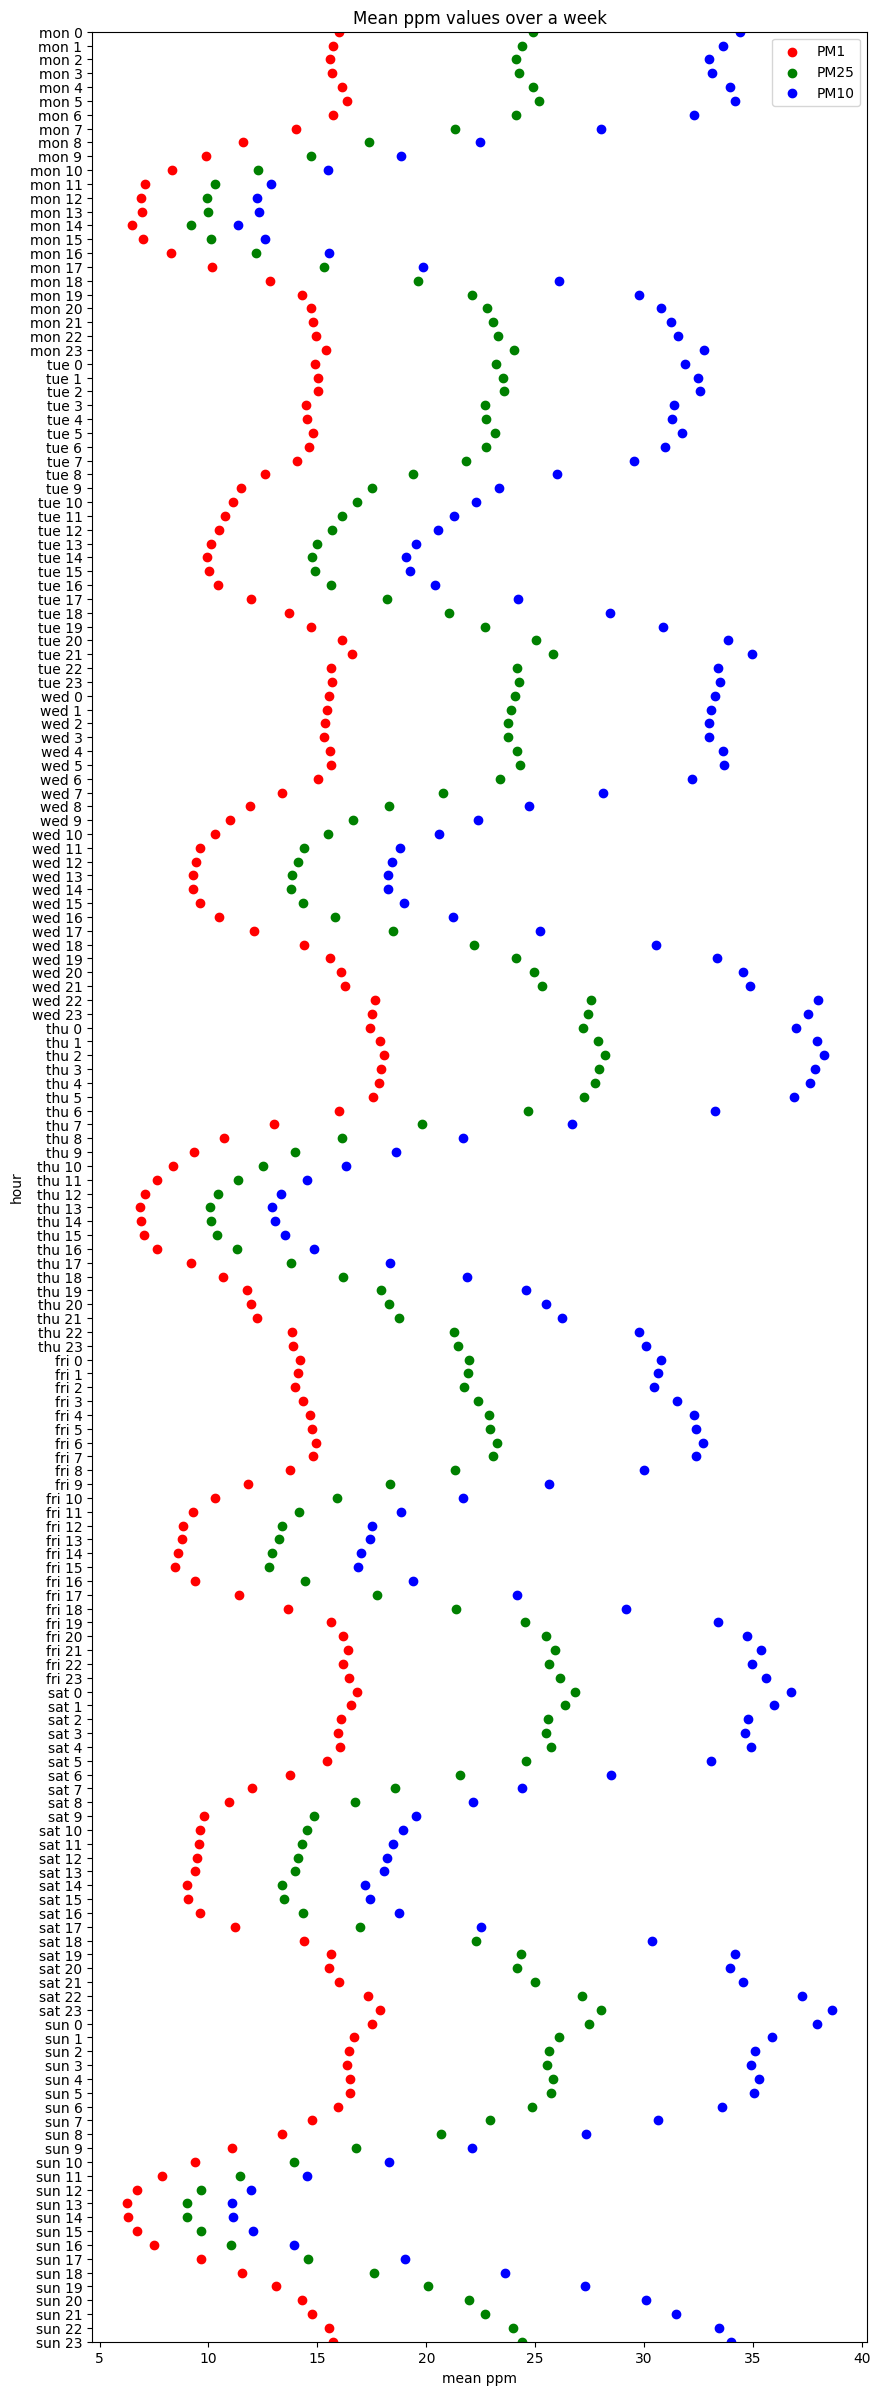 Mean ppm values over a week
PM1
PM25
PM10
mon 0
mon 1
mon 2
mon 3
mon 4
mon 5
mon 6
mon 7
mon 8
mon 9
mon 10
mon 11
mon 12
mon 13
mon 14
mon 15
mon 16
mon 17
mon 18
mon 19
mon 20
mon 21
mon 22
mon 23
tue 0
tue 1
tue 2
tue 3
tue 4
tue 5
tue 6
tue 7
tue 8
tue 9
tue 10
tue 11
tue 12
tue 13
tue 14
tue 15
tue 16
tue 17
tue 18
tue 19
tue 20
tue 21
tue 22
tue 23
wed 0
wed 1
wed 2
wed 3
wed 4
wed 5
wed 6
wed 7
wed 8
wed 9
wed 10
wed 11
wed 12
wed 13
wed 14
wed 15
wed 16
wed 17
wed 18
wed 19
wed 20
wed 21
wed 22
wed 23
thu 0
thu 1
thu 2
thu 3
thu 4
thu 5
thu 6
thu 7
thu 8
thu 9
thu 10
thu 11
thu 12
thu 13
thu 14
thu 15
thu 16
thu 17
thu 18
thu 19
thu 20
thu 21
thu 22
thu 23
fri 0
fri 1
fri 2
fri 3
fri 4
fri 5
fri 6
fri 7
fri 8
fri 9
fri 10
fri 11
fri 12
fri 13
fri 14
fri 15
fri 16
fri 17
fri 18
fri 19
fri 20
fri 21
fri 22
fri 23
sat 0
sat 1
sat 2
sat 3
sat 4
sat 5
sat 6
sat 7
sat 8
sat 9
sat 10
sat 11
sat 12
sat 13
sat 14
sat 15
sat 16
sat 17
sat 18
sat 19
sat 20
sat 21
sat 22
sat 23
sun 0
sun 1
sun 2
sun 3
sun 4
sun 5
sun 6
sun 7
sun 8
sun 9
sun 10
sun 11
sun 12
sun 13
sun 14
sun 15
sun 16
sun 17
sun 18
sun 19
sun 20
sun 21
sun 22
sun 23
hour
5 10 15 20 25 30 35 40
mean ppm